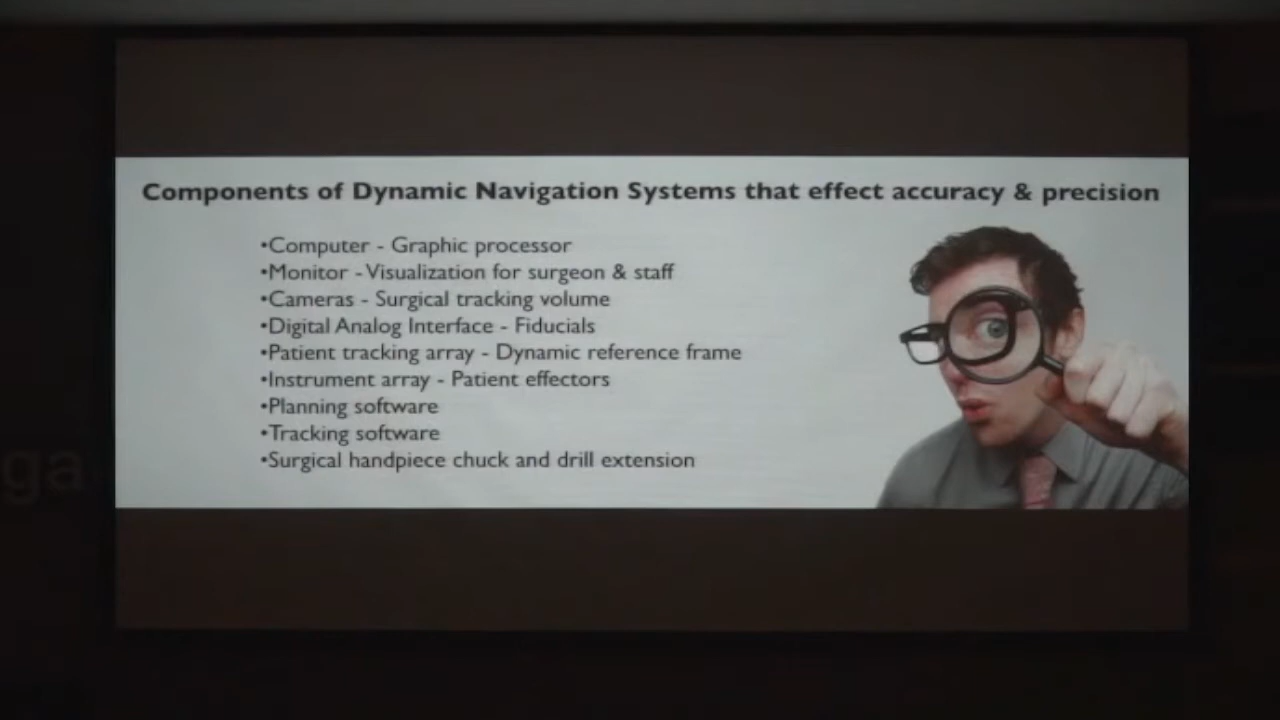 Components of Dynamic Navigation Systems that effect accuracy & precision
•Computer - Graphic processor
•Monitor - Visualization for surgeon & staff
•Cameras - Surgical tracking volume
•Digital Analog Interface - Fiducials
•Patient tracking array - Dynamic reference frame
•Instrument array - Patient effectors
•Planning software
•Tracking software
•Surgical handpiece chuck and drill extension
ga